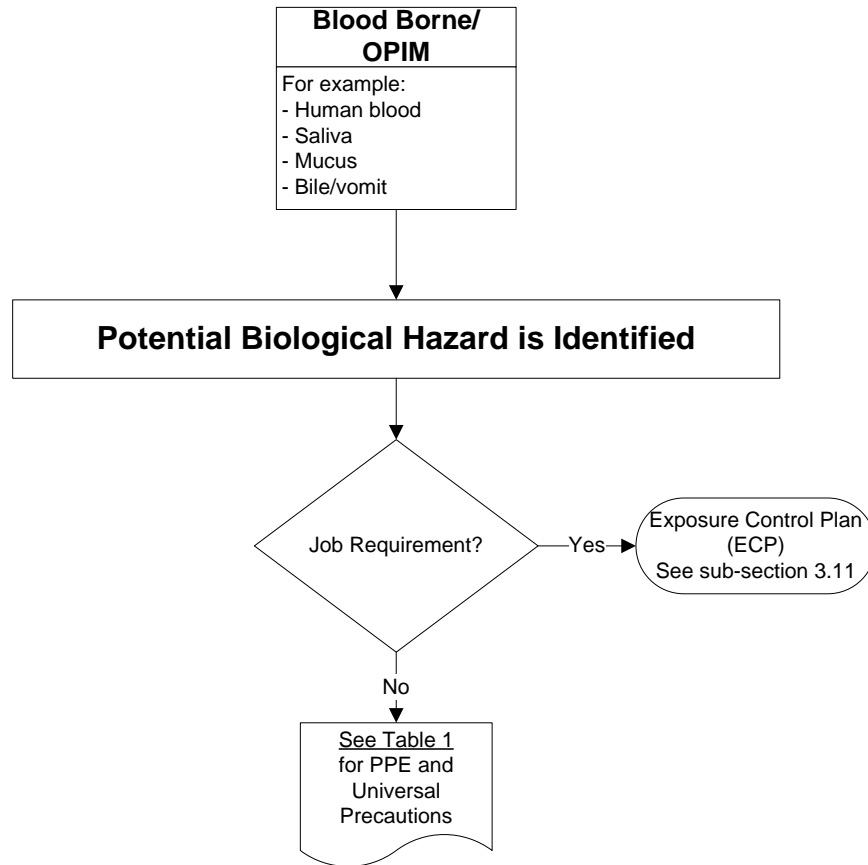 Blood Borne/
OPIM
For example:
- Human blood
- Saliva
- Mucus
- Bile/vomit
Potential Biological Hazard is Identified
Job Requirement?
Yes
Exposure Control Plan
(ECP)
See sub-section 3.11
No
See Table 1
for PPE and
Universal
Precautions